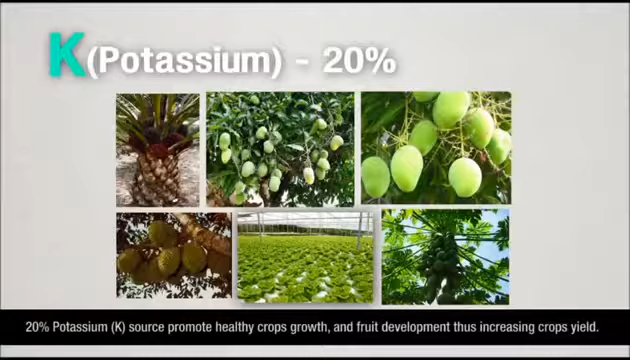 K (Potassium) - 20%
20% Potassium (K) source promote healthy crops growth, and fruit development thus increasing crops yield.